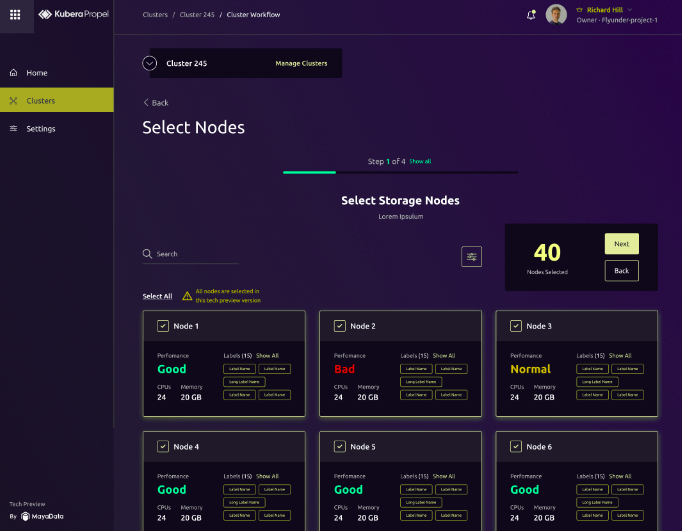 Kubera Propel
Clusters / Cluster 245 / Cluster Workflow
Richard Hill
Owner - Flyunder-project-1
Home
Clusters
Settings
Cluster 245
Manage Clusters
Back
Select Nodes
Step 1 of 4 Show all
Select Storage Nodes
Lorem Ipsulum
Search
40
Nodes Selected
Next
Back
Select All
All nodes are selected in
this tech preview version
Node 1
Perfomance
Good
CPUs Memory
24 20 GB
Labels (15) Show All
Label Name Label Name
Long Label Name
Label Name Label Name
Node 2
Perfomance
Bad
CPUs Memory
24 20 GB
Labels (15) Show All
Label Name Label Name
Long Label Name
Label Name Label Name
Node 3
Perfomance
Normal
CPUs Memory
24 20 GB
Labels (15) Show All
Label Name Label Name
Long Label Name
Label Name Label Name
Node 4
Perfomance
Good
CPUs Memory
24 20 GB
Labels (15) Show All
Label Name Label Name
Long Label Name
Label Name Label Name
Node 5
Perfomance
Good
CPUs Memory
24 20 GB
Labels (15) Show All
Label Name Label Name
Long Label Name
Label Name Label Name
Node 6
Perfomance
Good
CPUs Memory
24 20 GB
Labels (15) Show All
Label Name Label Name
Long Label Name
Label Name Label Name
Tech Preview
By MayaData